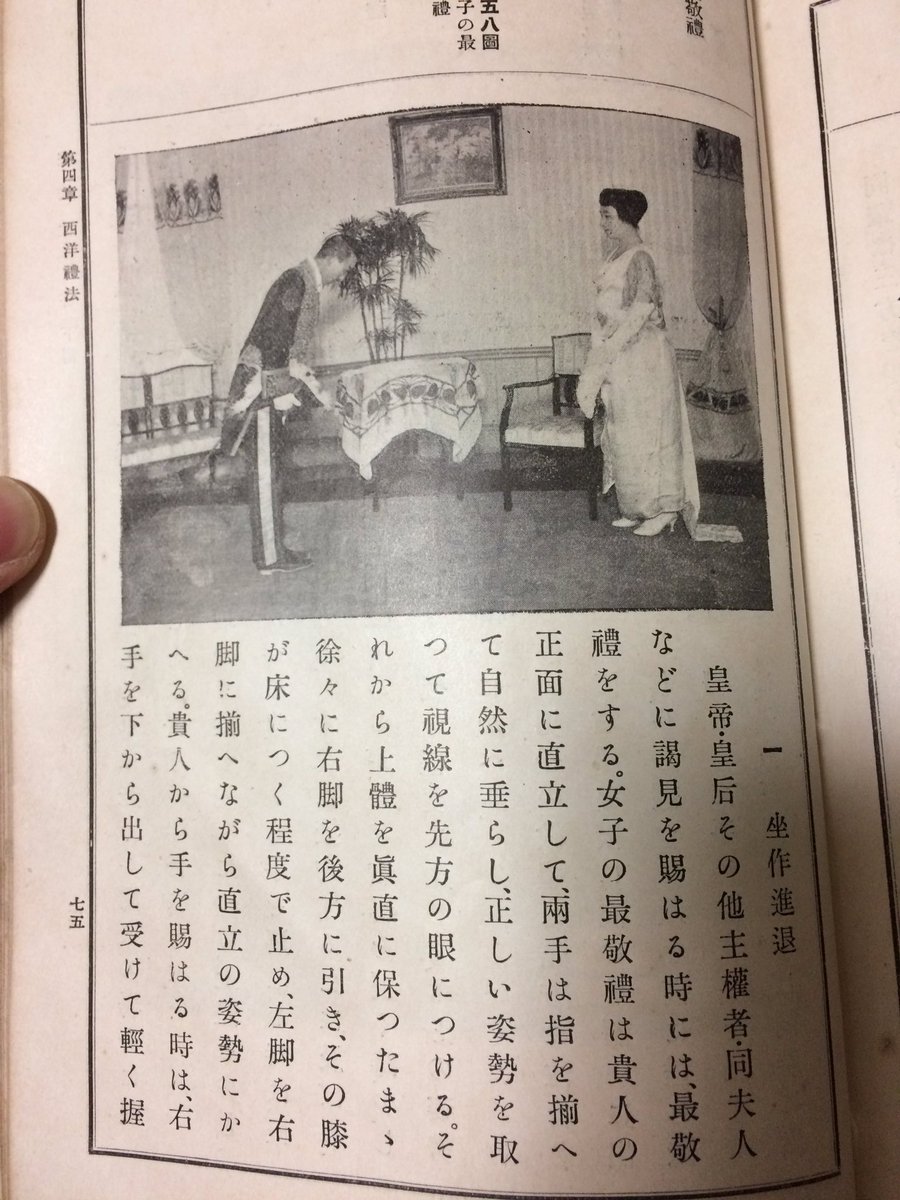 敬禮
五八圖
子の最
禮
一　坐作進退
皇帝・皇后その他主權者・同夫人
などに謁見を賜はる時には、最敬
禮をする。女子の最敬禮は貴人の
正面に直立して、兩手は指を揃へ
て自然に垂らし、正しい姿勢を取
つて視線を先方の眼につける。そ
れから上體を眞直に保つたまゝ
徐々に右脚を後方に引き、その膝
が床につく程度で止め、左脚を右
脚に揃へながら直立の姿勢にか
へる。貴人から手を賜はる時は、右
手を下から出して受けて輕く握
第四章　西洋禮法
七五